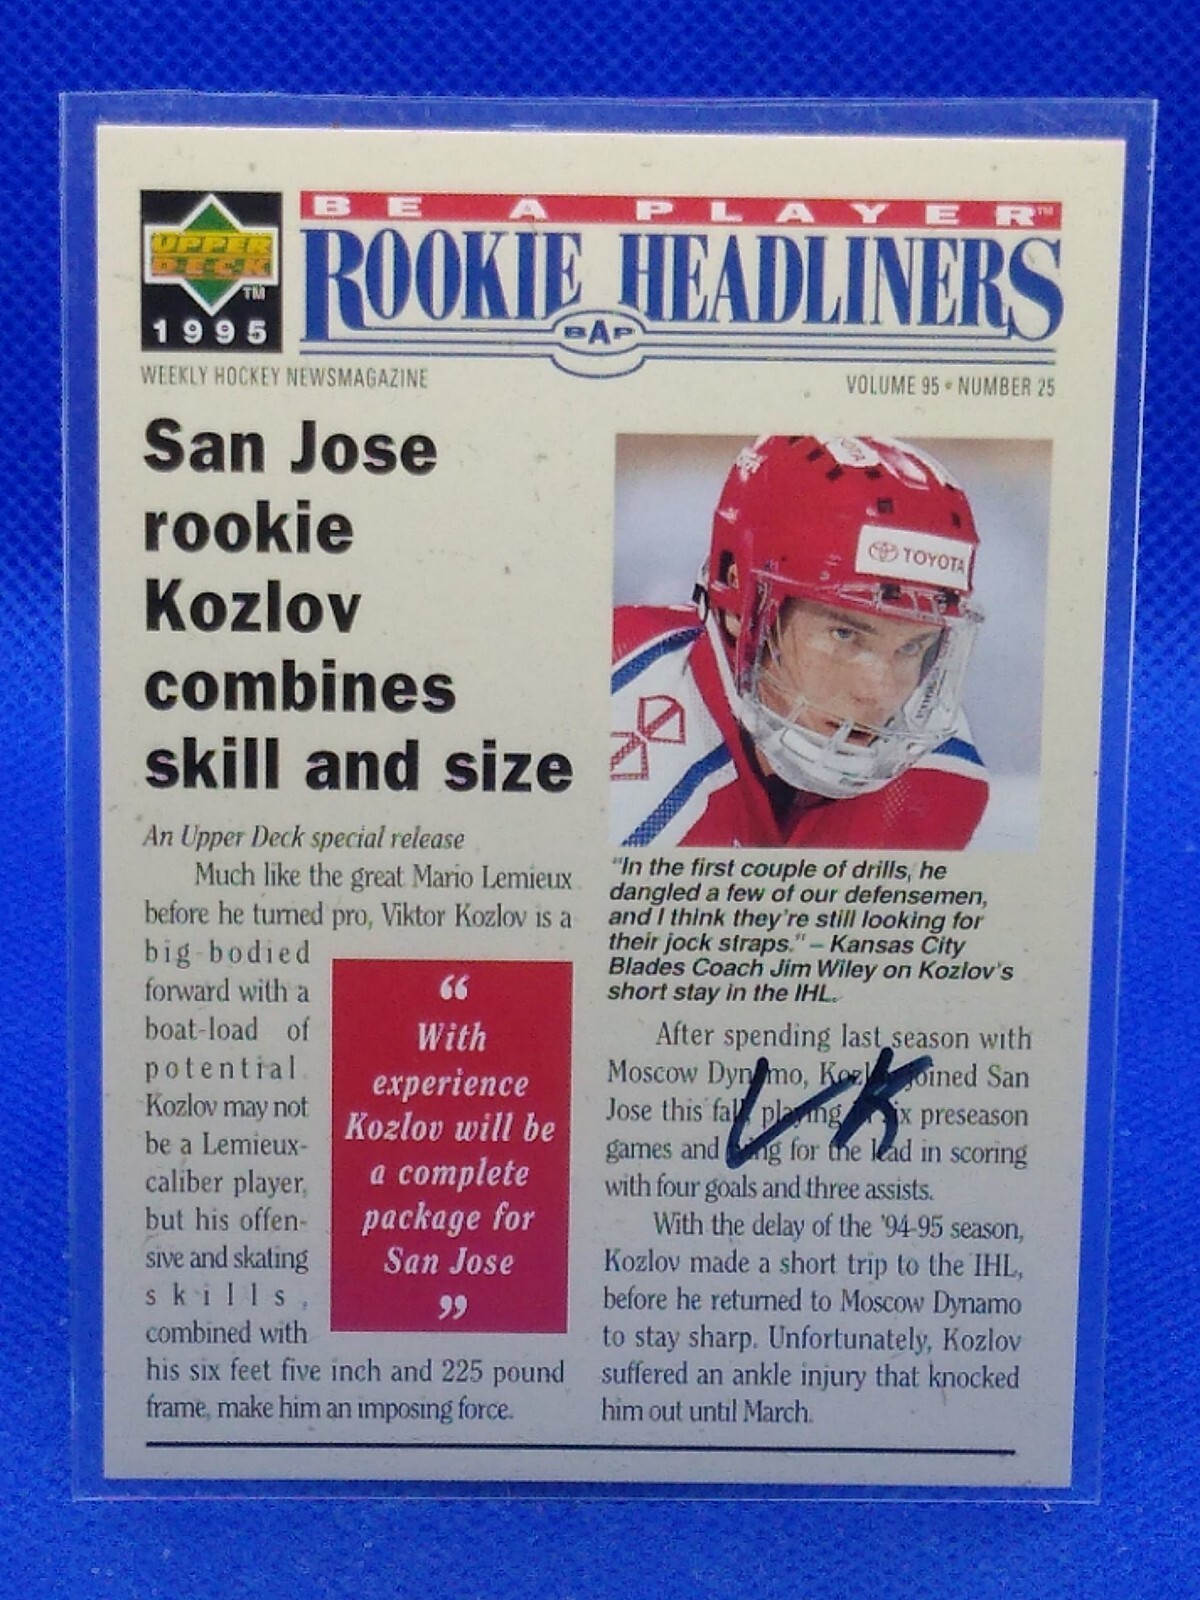 UPPER
DECK
TM
1995
BE A PLAYER™
ROOKIE HEADLINERS
BAP
WEEKLY HOCKEY NEWSMAGAZINE
VOLUME 95 • NUMBER 25
San Jose
rookie
Kozlov
combines
skill and size
An Upper Deck special release
Much like the great Mario Lemieux
before he turned pro, Viktor Kozlov is a
big-bodied
forward with a
boat-load of
potential.
Kozlov may not
be a Lemieux-
caliber player,
but his offen-
sive and skating
skills,
combined with
his six feet five inch and 225 pound
frame, make him an imposing force.
“
With
experience
Kozlov will be
a complete
package for
San Jose
”
TOYOTA
"In the first couple of drills, he
dangled a few of our defensemen,
and I think they're still looking for
their jock straps." – Kansas City
Blades Coach Jim Wiley on Kozlov's
short stay in the IHL.
After spending last season with
Moscow Dynamo, Kozlov joined San
Jose this fall, playing in six preseason
games and tying for the lead in scoring
with four goals and three assists.
With the delay of the '94-95 season,
Kozlov made a short trip to the IHL,
before he returned to Moscow Dynamo
to stay sharp. Unfortunately, Kozlov
suffered an ankle injury that knocked
him out until March.